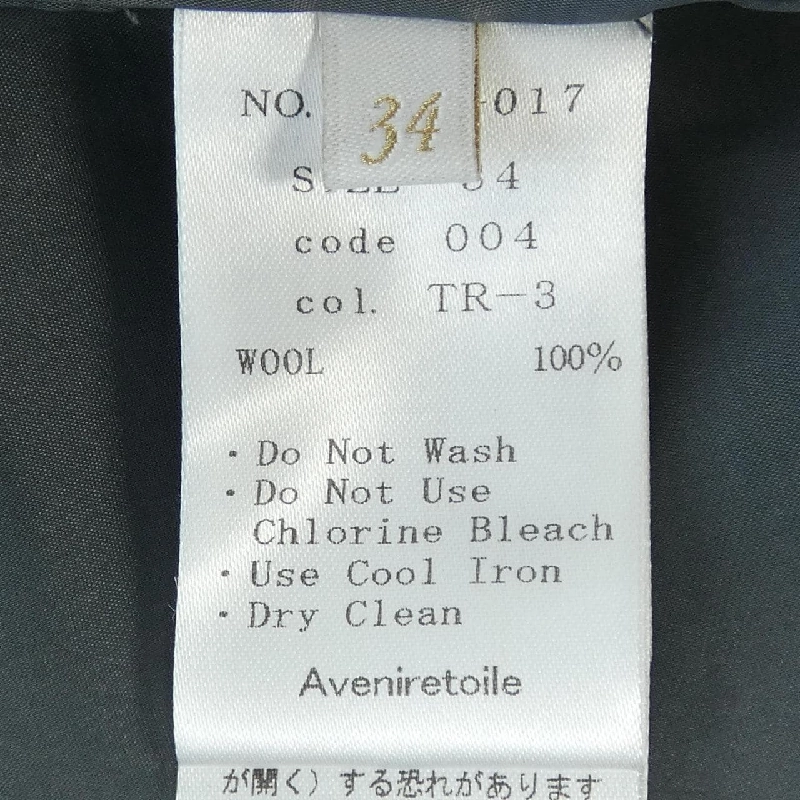 34
NO. -017
34
code 004
col. TR-3
WOOL 100%
・Do Not Wash
・Do Not Use
Chlorine Bleach
・Use Cool Iron
・Dry Clean
Aveniretoile
が開く）する恐れがあります